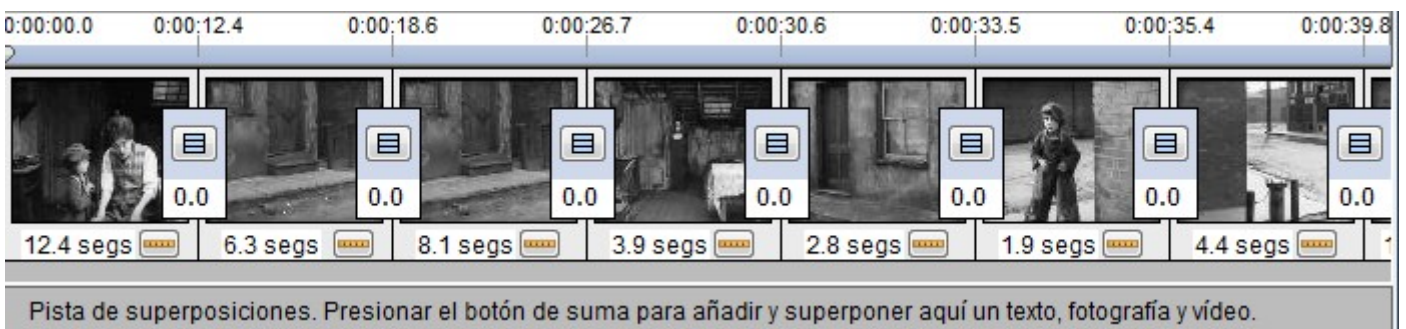 0:00:00.0 0:00:12.4 0:00:18.6 0:00:26.7 0:00:30.6 0:00:33.5 0:00:35.4 0:00:39.8
0.0 0.0 0.0 0.0 0.0 0.0 0.0
12.4 segs 6.3 segs 8.1 segs 3.9 segs 2.8 segs 1.9 segs 4.4 segs
Pista de superposiciones. Presionar el botón de suma para añadir y superponer aquí un texto, fotografía y vídeo.